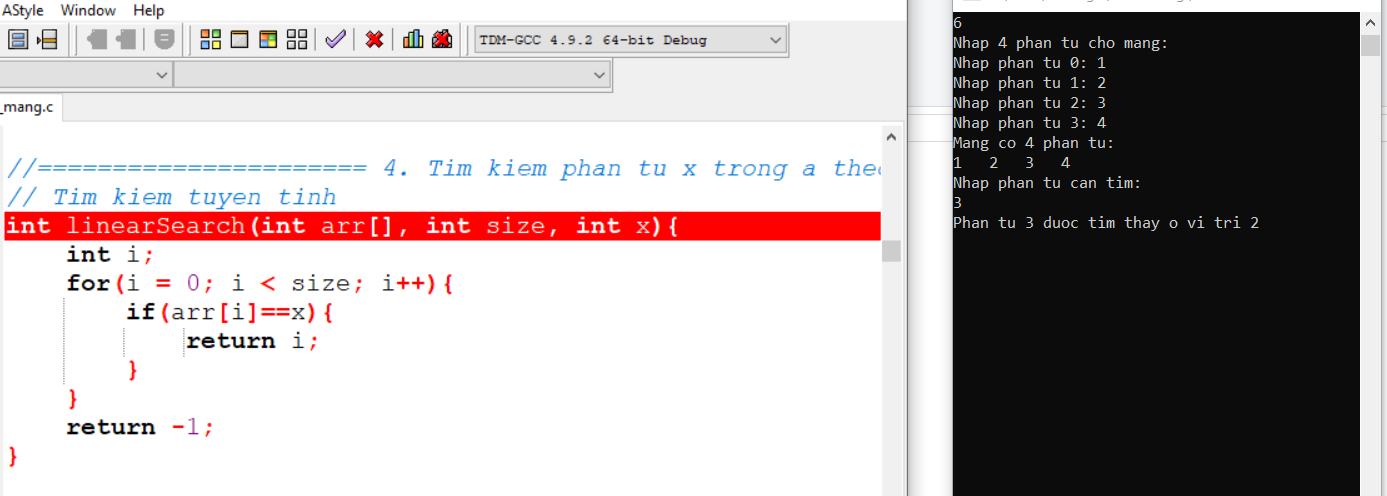 AStyle Window Help
TDM-GCC 4.9.2 64-bit Debug
_mang.c
//====================== 4. Tim kiem phan tu x trong a theo
// Tim kiem tuyen tinh
int linearSearch(int arr[], int size, int x){
int i;
for(i = 0; i < size; i++){
if(arr[i]==x){
return i;
}
}
return -1;
}
6
Nhap 4 phan tu cho mang:
Nhap phan tu 0: 1
Nhap phan tu 1: 2
Nhap phan tu 2: 3
Nhap phan tu 3: 4
Mang co 4 phan tu:
1 2 3 4
Nhap phan tu can tim:
3
Phan tu 3 duoc tim thay o vi tri 2